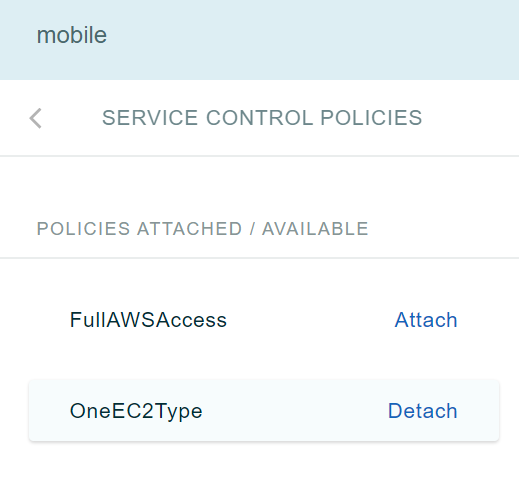 mobile
SERVICE CONTROL POLICIES
POLICIES ATTACHED / AVAILABLE
FullAWSAccess Attach
OneEC2Type Detach